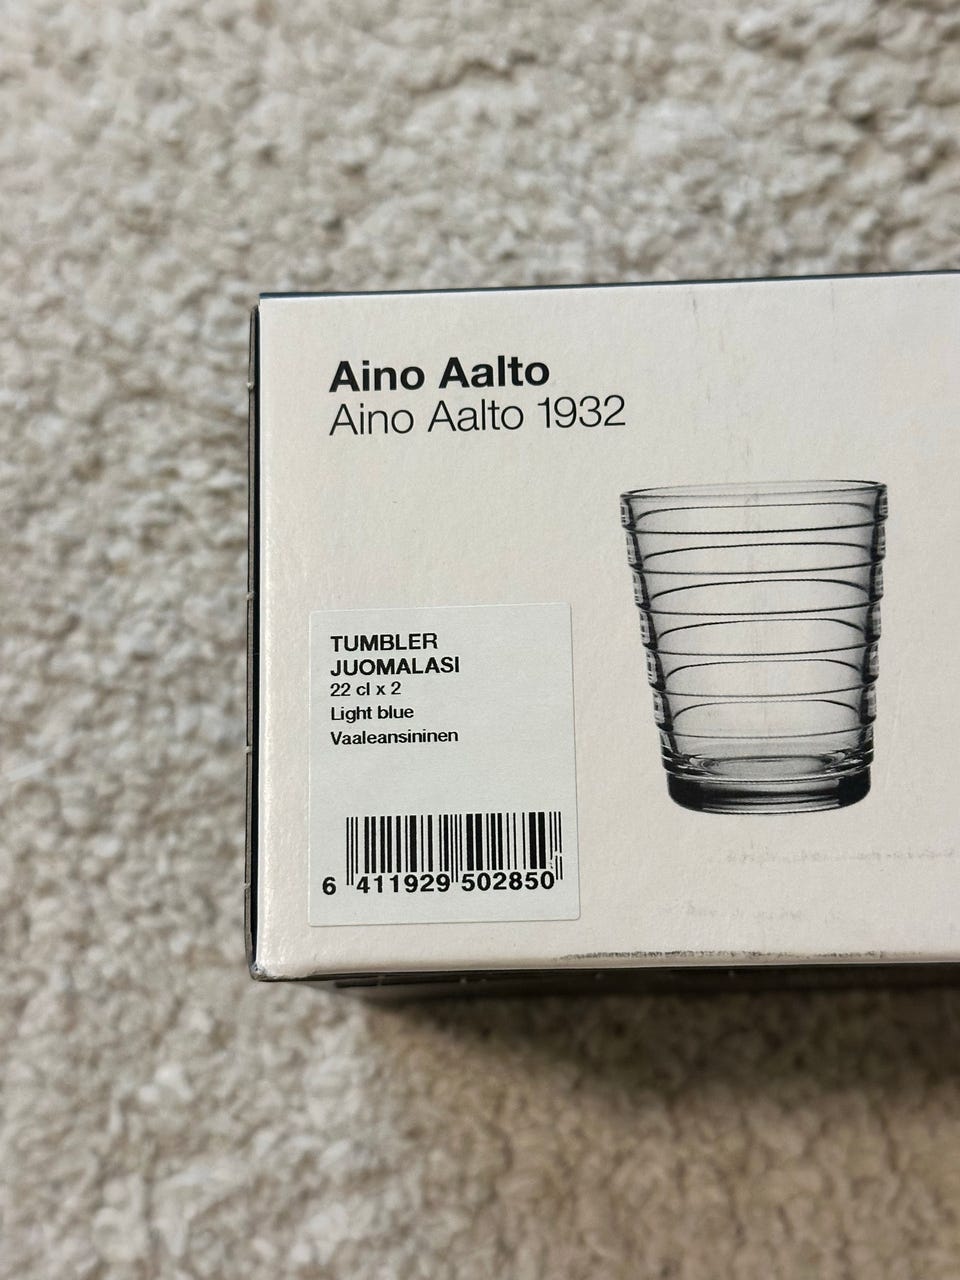 Aino Aalto
Aino Aalto 1932
TUMBLER
JUOMALASI
22 cl x 2
Light blue
Vaaleansininen
6 411929 502850